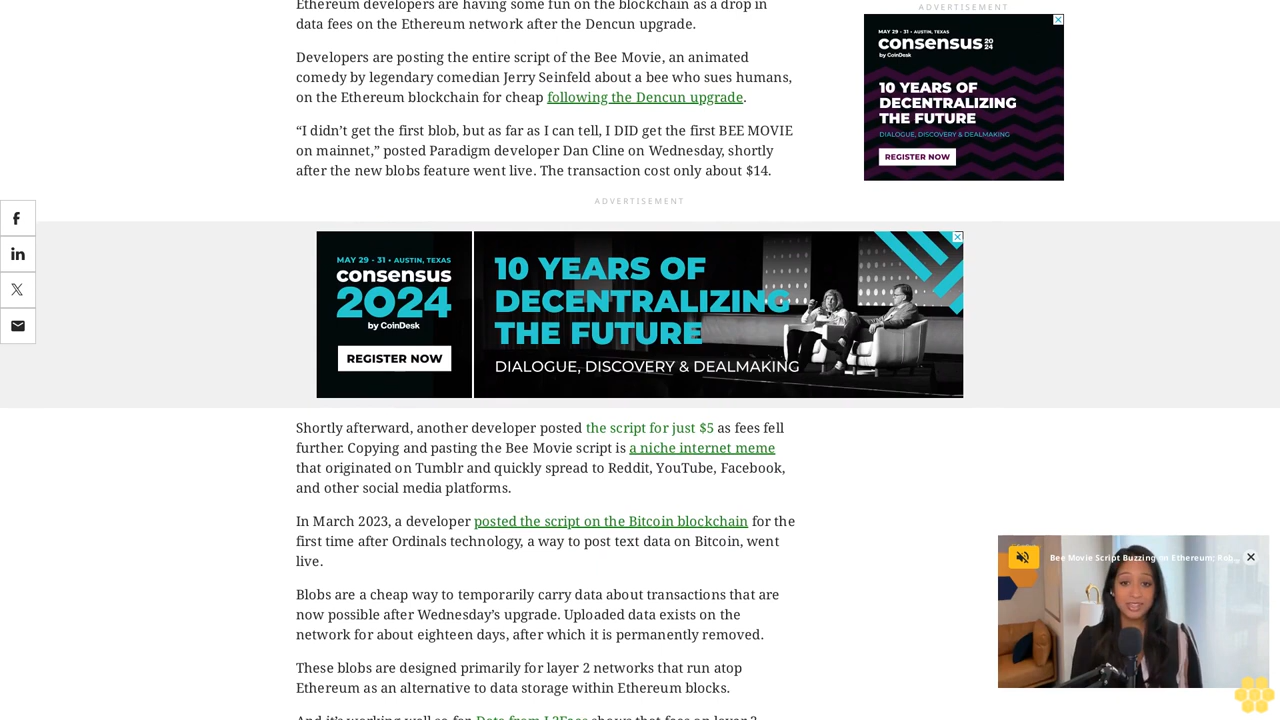 Ethereum developers are having some fun on the blockchain as a drop in
data fees on the Ethereum network after the Dencun upgrade.
Developers are posting the entire script of the Bee Movie, an animated
comedy by legendary comedian Jerry Seinfeld about a bee who sues humans,
on the Ethereum blockchain for cheap following the Dencun upgrade.
“I didn’t get the first blob, but as far as I can tell, I DID get the first BEE MOVIE
on mainnet,” posted Paradigm developer Dan Cline on Wednesday, shortly
after the new blobs feature went live. The transaction cost only about $14.
ADVERTISEMENT
MAY 29 - 31 • AUSTIN, TEXAS
consensus 20
24
by CoinDesk
10 YEARS OF
DECENTRALIZING
THE FUTURE
DIALOGUE, DISCOVERY & DEALMAKING
REGISTER NOW
ADVERTISEMENT
MAY 29 - 31 • AUSTIN, TEXAS
consensus
2024
by CoinDesk
REGISTER NOW
10 YEARS OF
DECENTRALIZING
THE FUTURE
DIALOGUE, DISCOVERY & DEALMAKING
Shortly afterward, another developer posted the script for just $5 as fees fell
further. Copying and pasting the Bee Movie script is a niche internet meme
that originated on Tumblr and quickly spread to Reddit, YouTube, Facebook,
and other social media platforms.
In March 2023, a developer posted the script on the Bitcoin blockchain for the
first time after Ordinals technology, a way to post text data on Bitcoin, went
live.
Blobs are a cheap way to temporarily carry data about transactions that are
now possible after Wednesday’s upgrade. Uploaded data exists on the
network for about eighteen days, after which it is permanently removed.
These blobs are designed primarily for layer 2 networks that run atop
Ethereum as an alternative to data storage within Ethereum blocks.
And it’s working well so far. Data from L2Fees shows that fees on layer 2
Bee Movie Script Buzzing on Ethereum; Rob...